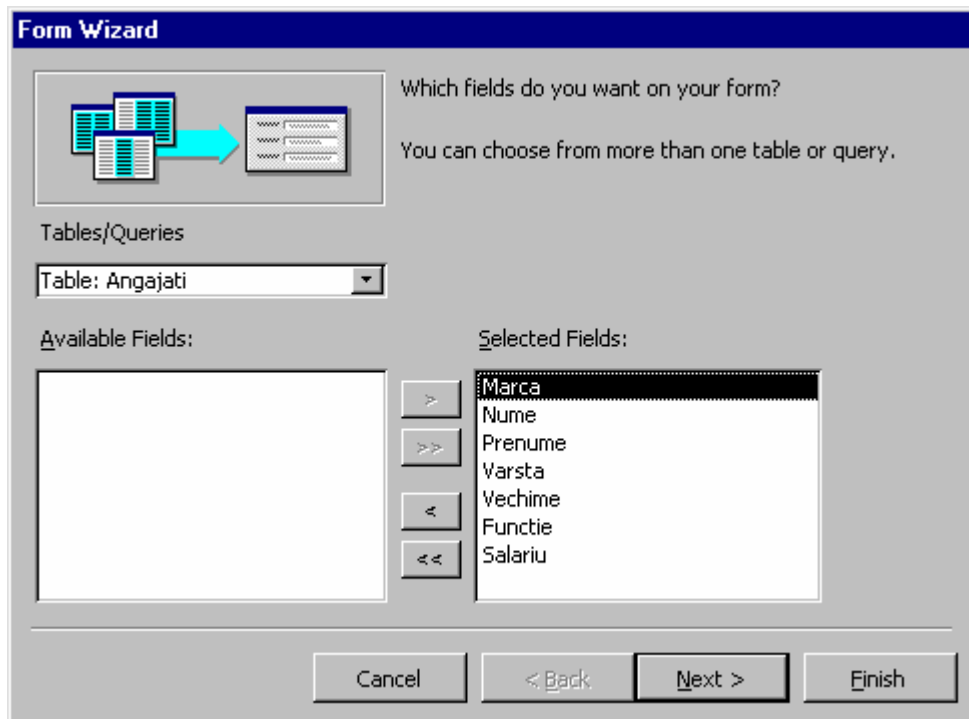 Form Wizard
Which fields do you want on your form?
You can choose from more than one table or query.
Tables/Queries
Table: Angajati
Available Fields:
Selected Fields:
>
Marca
Nume
>>
Prenume
Varsta
<
Vechime
Functie
<<
Salariu
Cancel
< Back
Next >
Finish